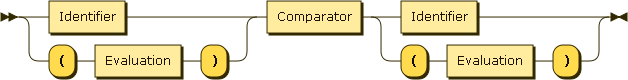 Identifier Comparator Identifier
( Evaluation ) ( Evaluation )